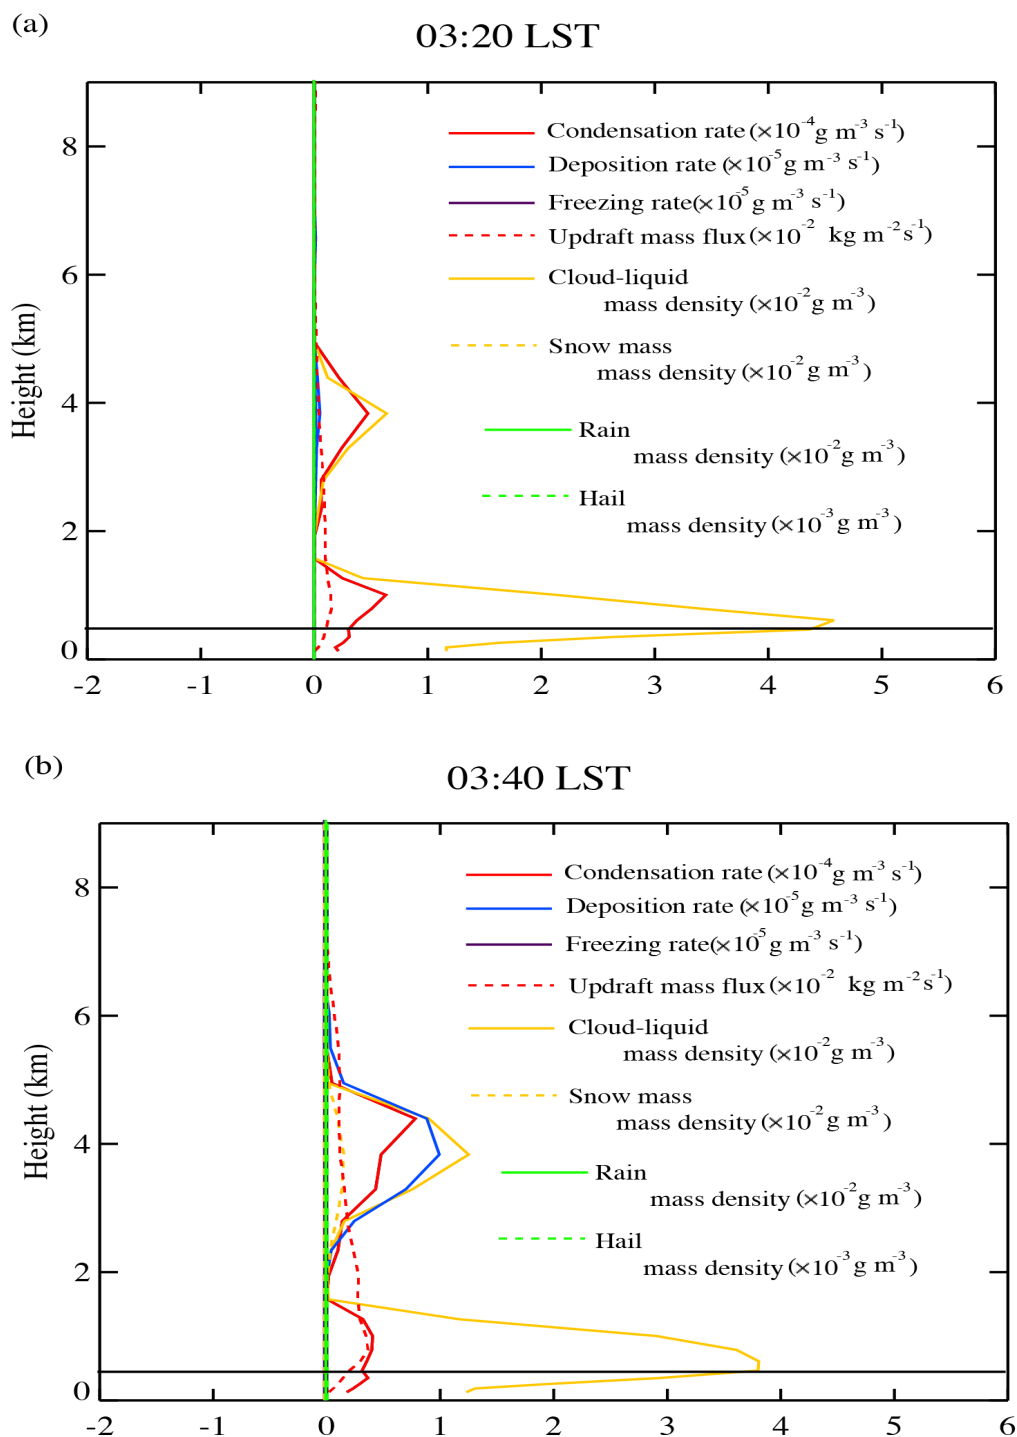 (a)
03:20 LST
Condensation rate (×10⁻⁴g m⁻³ s⁻¹)
Deposition rate (×10⁻⁵g m⁻³ s⁻¹)
Freezing rate(×10⁻⁵g m⁻³ s⁻¹)
Updraft mass flux (×10⁻² kg m⁻²s⁻¹)
Cloud-liquid
mass density (×10⁻²g m⁻³)
Snow mass
mass density (×10⁻²g m⁻³)
Rain
mass density (×10⁻²g m⁻³)
Hail
mass density (×10⁻³g m⁻³)
Height (km)
8
6
4
2
0
-2 -1 0 1 2 3 4 5 6
(b)
03:40 LST
Condensation rate (×10⁻⁴g m⁻³ s⁻¹)
Deposition rate (×10⁻⁵g m⁻³ s⁻¹)
Freezing rate(×10⁻⁵g m⁻³ s⁻¹)
Updraft mass flux (×10⁻² kg m⁻²s⁻¹)
Cloud-liquid
mass density (×10⁻²g m⁻³)
Snow mass
mass density (×10⁻²g m⁻³)
Rain
mass density (×10⁻²g m⁻³)
Hail
mass density (×10⁻³g m⁻³)
Height (km)
8
6
4
2
0
-2 -1 0 1 2 3 4 5 6